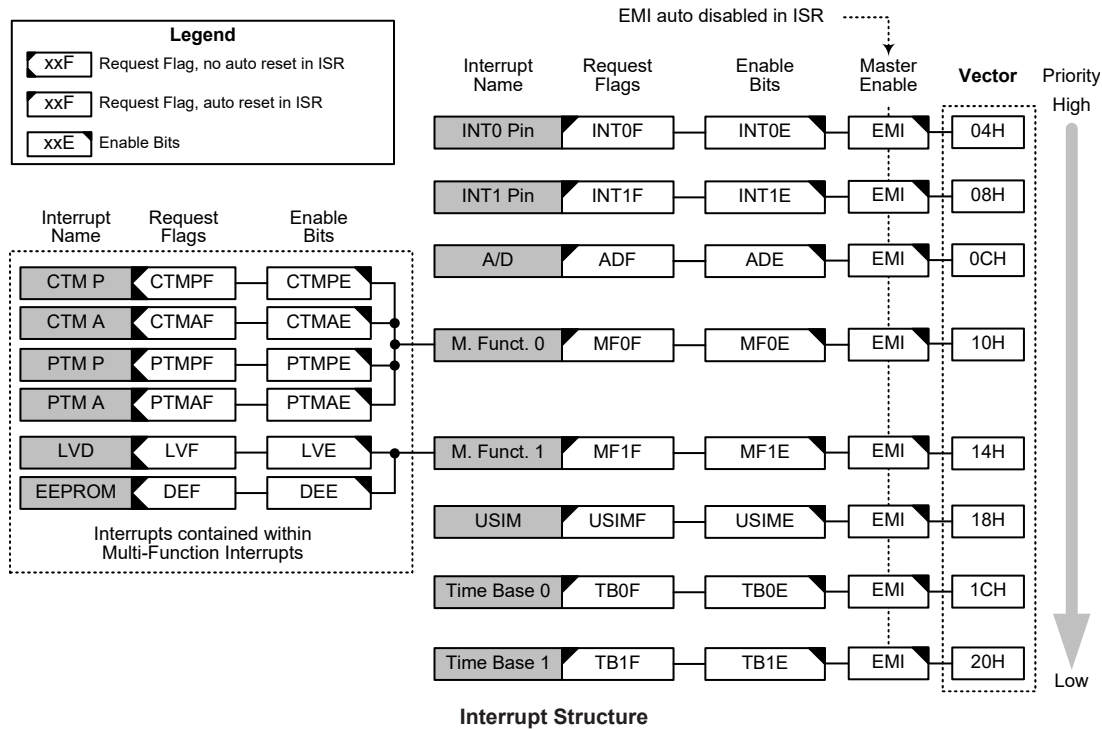 EMI auto disabled in ISR
Legend
xxF Request Flag, no auto reset in ISR
xxF Request Flag, auto reset in ISR
xxE Enable Bits
Interrupt Name Request Flags Enable Bits Master Enable Vector Priority
High
INT0 Pin INT0F INT0E EMI 04H
INT1 Pin INT1F INT1E EMI 08H
A/D ADF ADE EMI 0CH
M. Funct. 0 MF0F MF0E EMI 10H
M. Funct. 1 MF1F MF1E EMI 14H
USIM USIMF USIME EMI 18H
Time Base 0 TB0F TB0E EMI 1CH
Time Base 1 TB1F TB1E EMI 20H
Low
Interrupt Name Request Flags Enable Bits
CTM P CTMPF CTMPE
CTM A CTMAF CTMAE
PTM P PTMPF PTMPE
PTM A PTMAF PTMAE
LVD LVF LVE
EEPROM DEF DEE
Interrupts contained within
Multi-Function Interrupts
Interrupt Structure